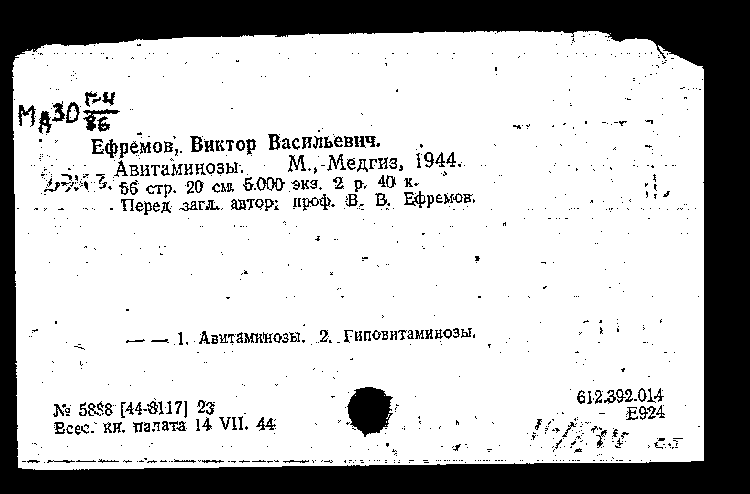 МД30 Г-4
86
Ефремов, Виктор Васильевич.
Авитаминозы. М., Медгиз, 1944.
56 стр. 20 см. 5.000 экз. 2 р. 40 к.
Перед загл. автор: проф. В. В. Ефремов.
— — 1. Авитаминозы. 2. Гиповитаминозы.
№ 5888 [44-8117] 23
612.392.014
Всес. кн. палата 14 VII. 44
Е924